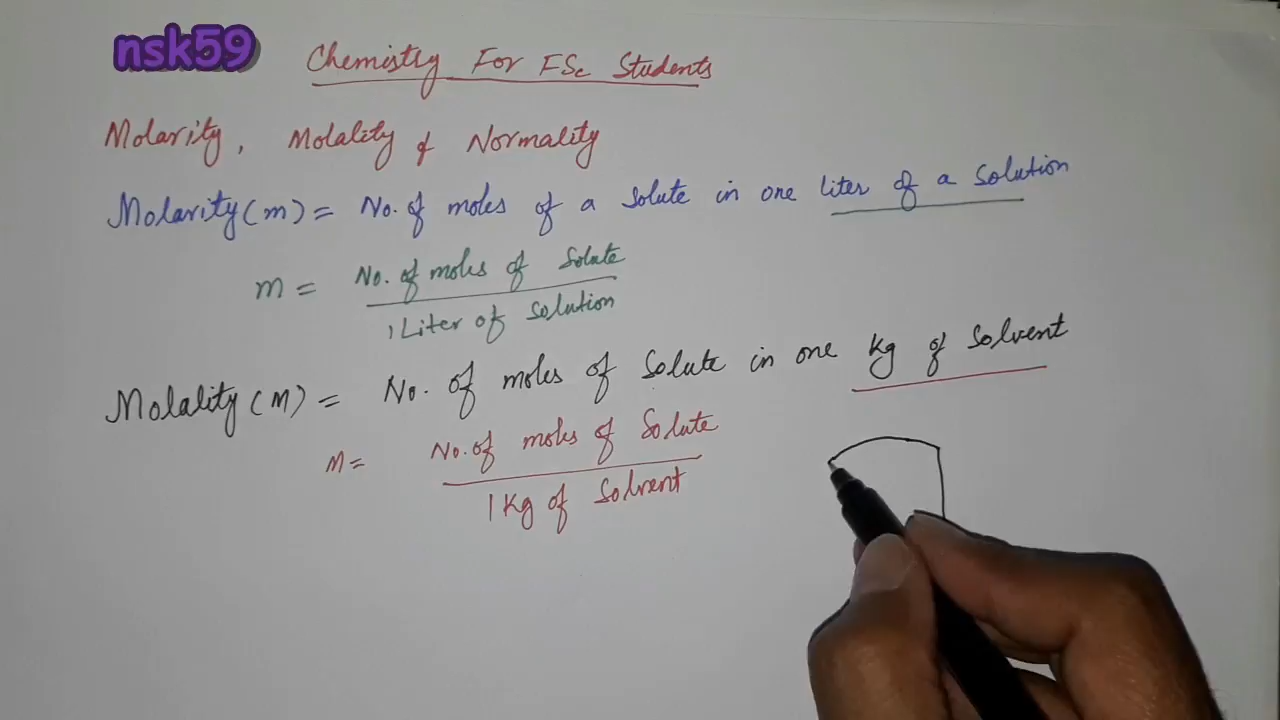 nsk59
Chemistry For FSc Students
Molarity, Molality & Normality
Molarity (m) = No. of moles of a Solute in one liter of a Solution
m = No. of moles of Solute
1 Liter of Solution
Molality (M) = No. of moles of Solute in one Kg of Solvent
M = No. of moles of Solute
1 Kg of Solvent